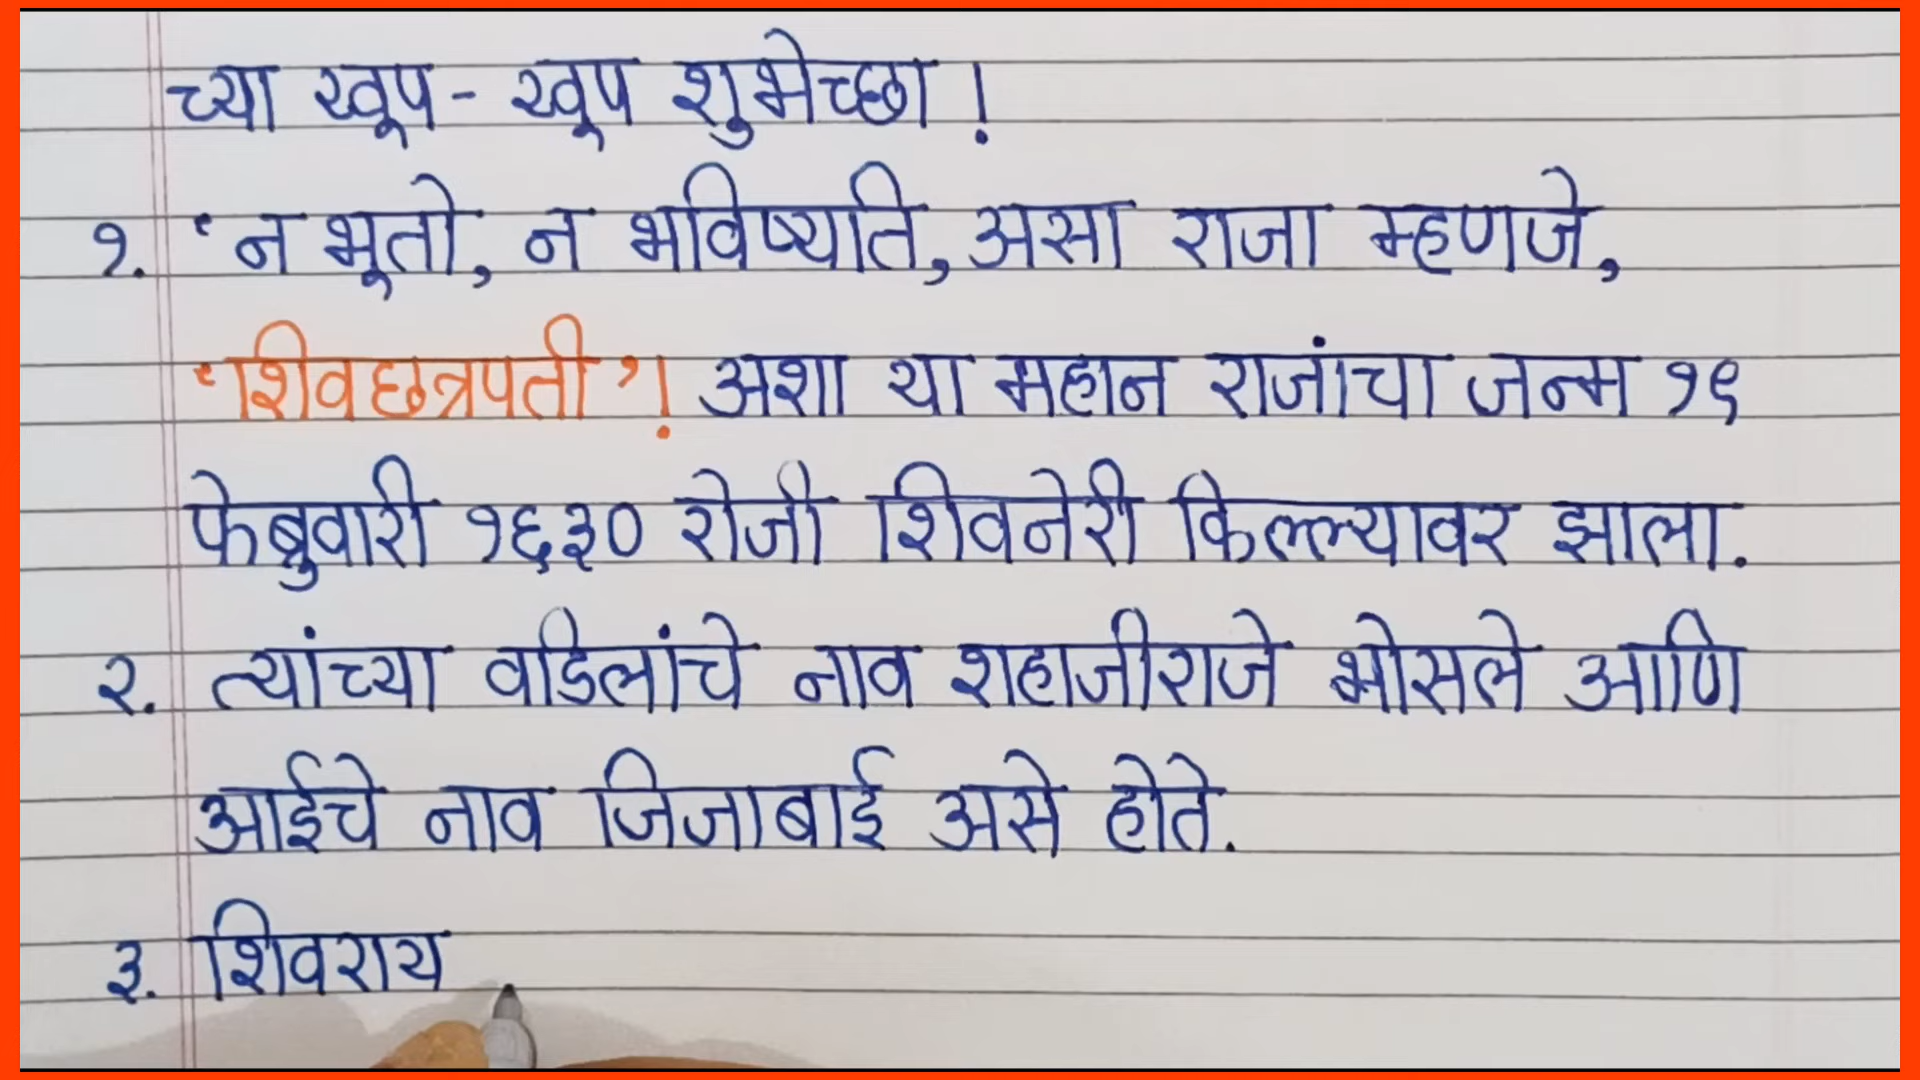 च्या खूप - खूप शुभेच्छा !
१. ‘न भूतो, न भविष्यति, असा राजा म्हणजे,
‘शिवछत्रपती’! अशा या महान राजांचा जन्म १९
फेब्रुवारी १६३० रोजी शिवनेरी किल्ल्यावर झाला.
२. त्यांच्या वडिलांचे नाव शहाजीराजे भोसले आणि
आईचे नाव जिजाबाई असे होते.
३. शिवराय